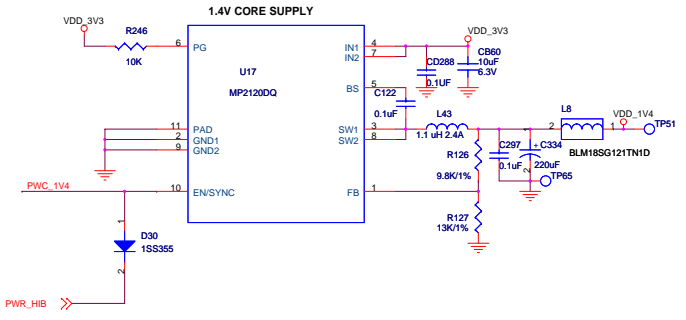 1.4V CORE SUPPLY
VDD_3V3
R246
10K
6
PG
U17
MP2120DQ
IN1
IN2
4
7
VDD_3V3
CD288
0.1UF
CB60
10uF
6.3V
BS
5
C122
0.1uF
11
2
9
PAD
GND1
GND2
SW1
SW2
3
8
L43
1.1 uH 2.4A
L8
2
1
BLM18SG121TN1D
VDD_1V4
TP51
R126
9.8K/1%
C297
0.1uF
+
C334
220uF
2
TP65
PWC_1V4
10
EN/SYNC
FB
1
R127
13K/1%
1
D30
1SS355
2
PWR_HIB